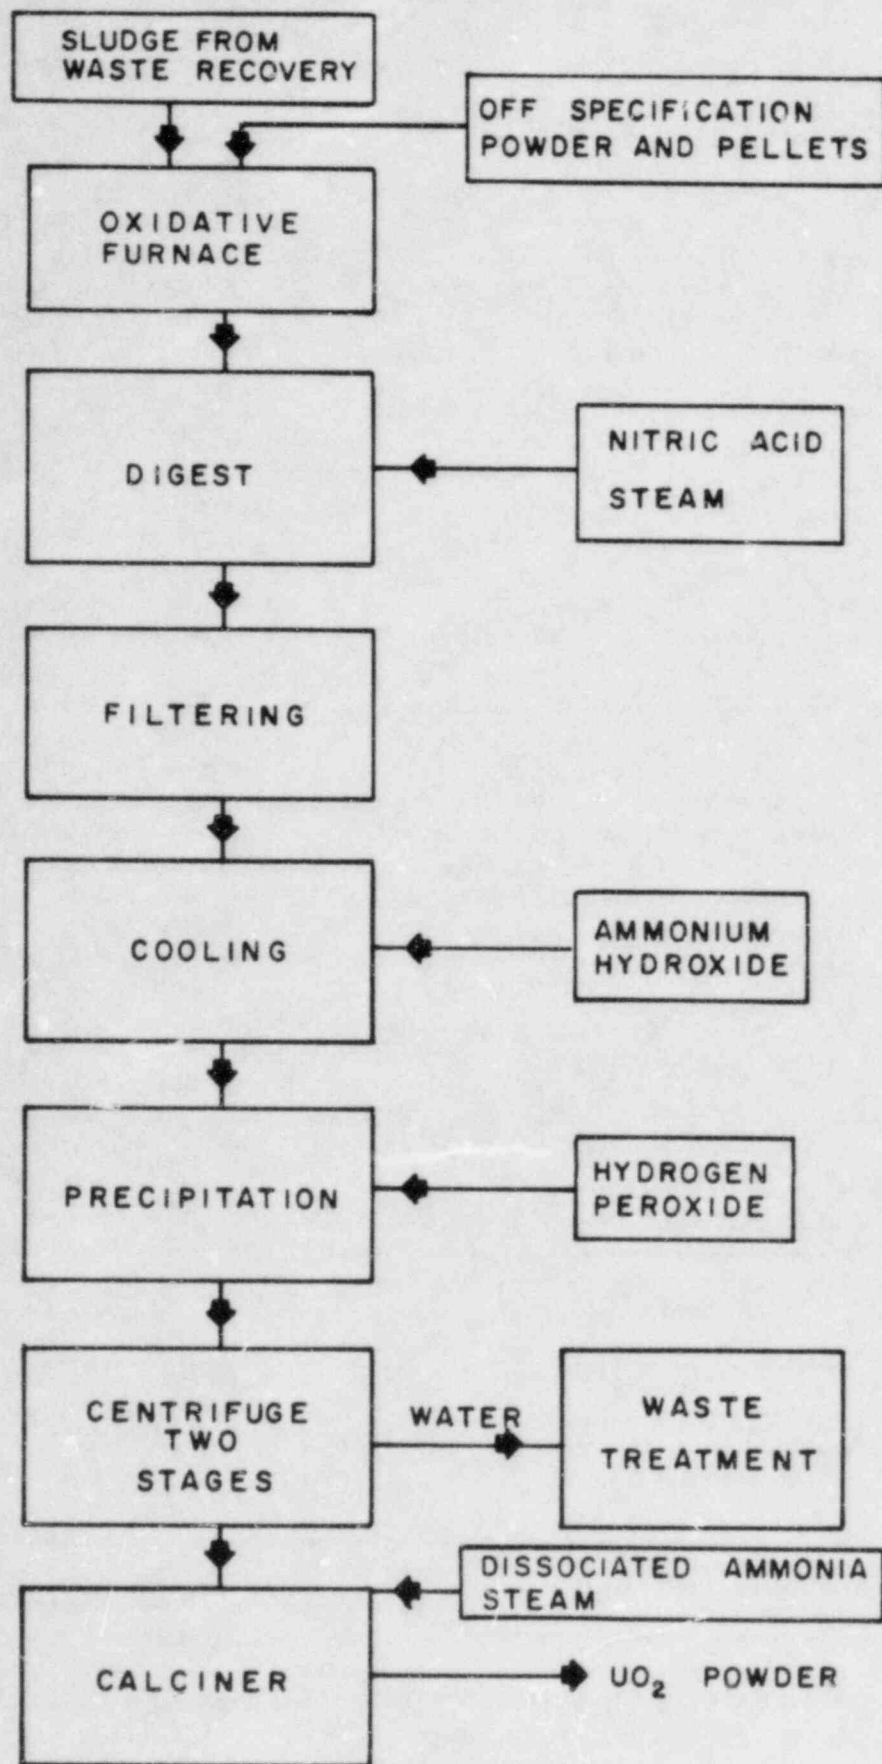 SLUDGE FROM
WASTE RECOVERY
OFF SPECIFICATION
POWDER AND PELLETS
OXIDATIVE
FURNACE
DIGEST
NITRIC ACID
STEAM
FILTERING
COOLING
AMMONIUM
HYDROXIDE
PRECIPITATION
HYDROGEN
PEROXIDE
CENTRIFUGE
TWO
STAGES
WATER
WASTE
TREATMENT
DISSOCIATED AMMONIA
STEAM
CALCINER
UO₂ POWDER